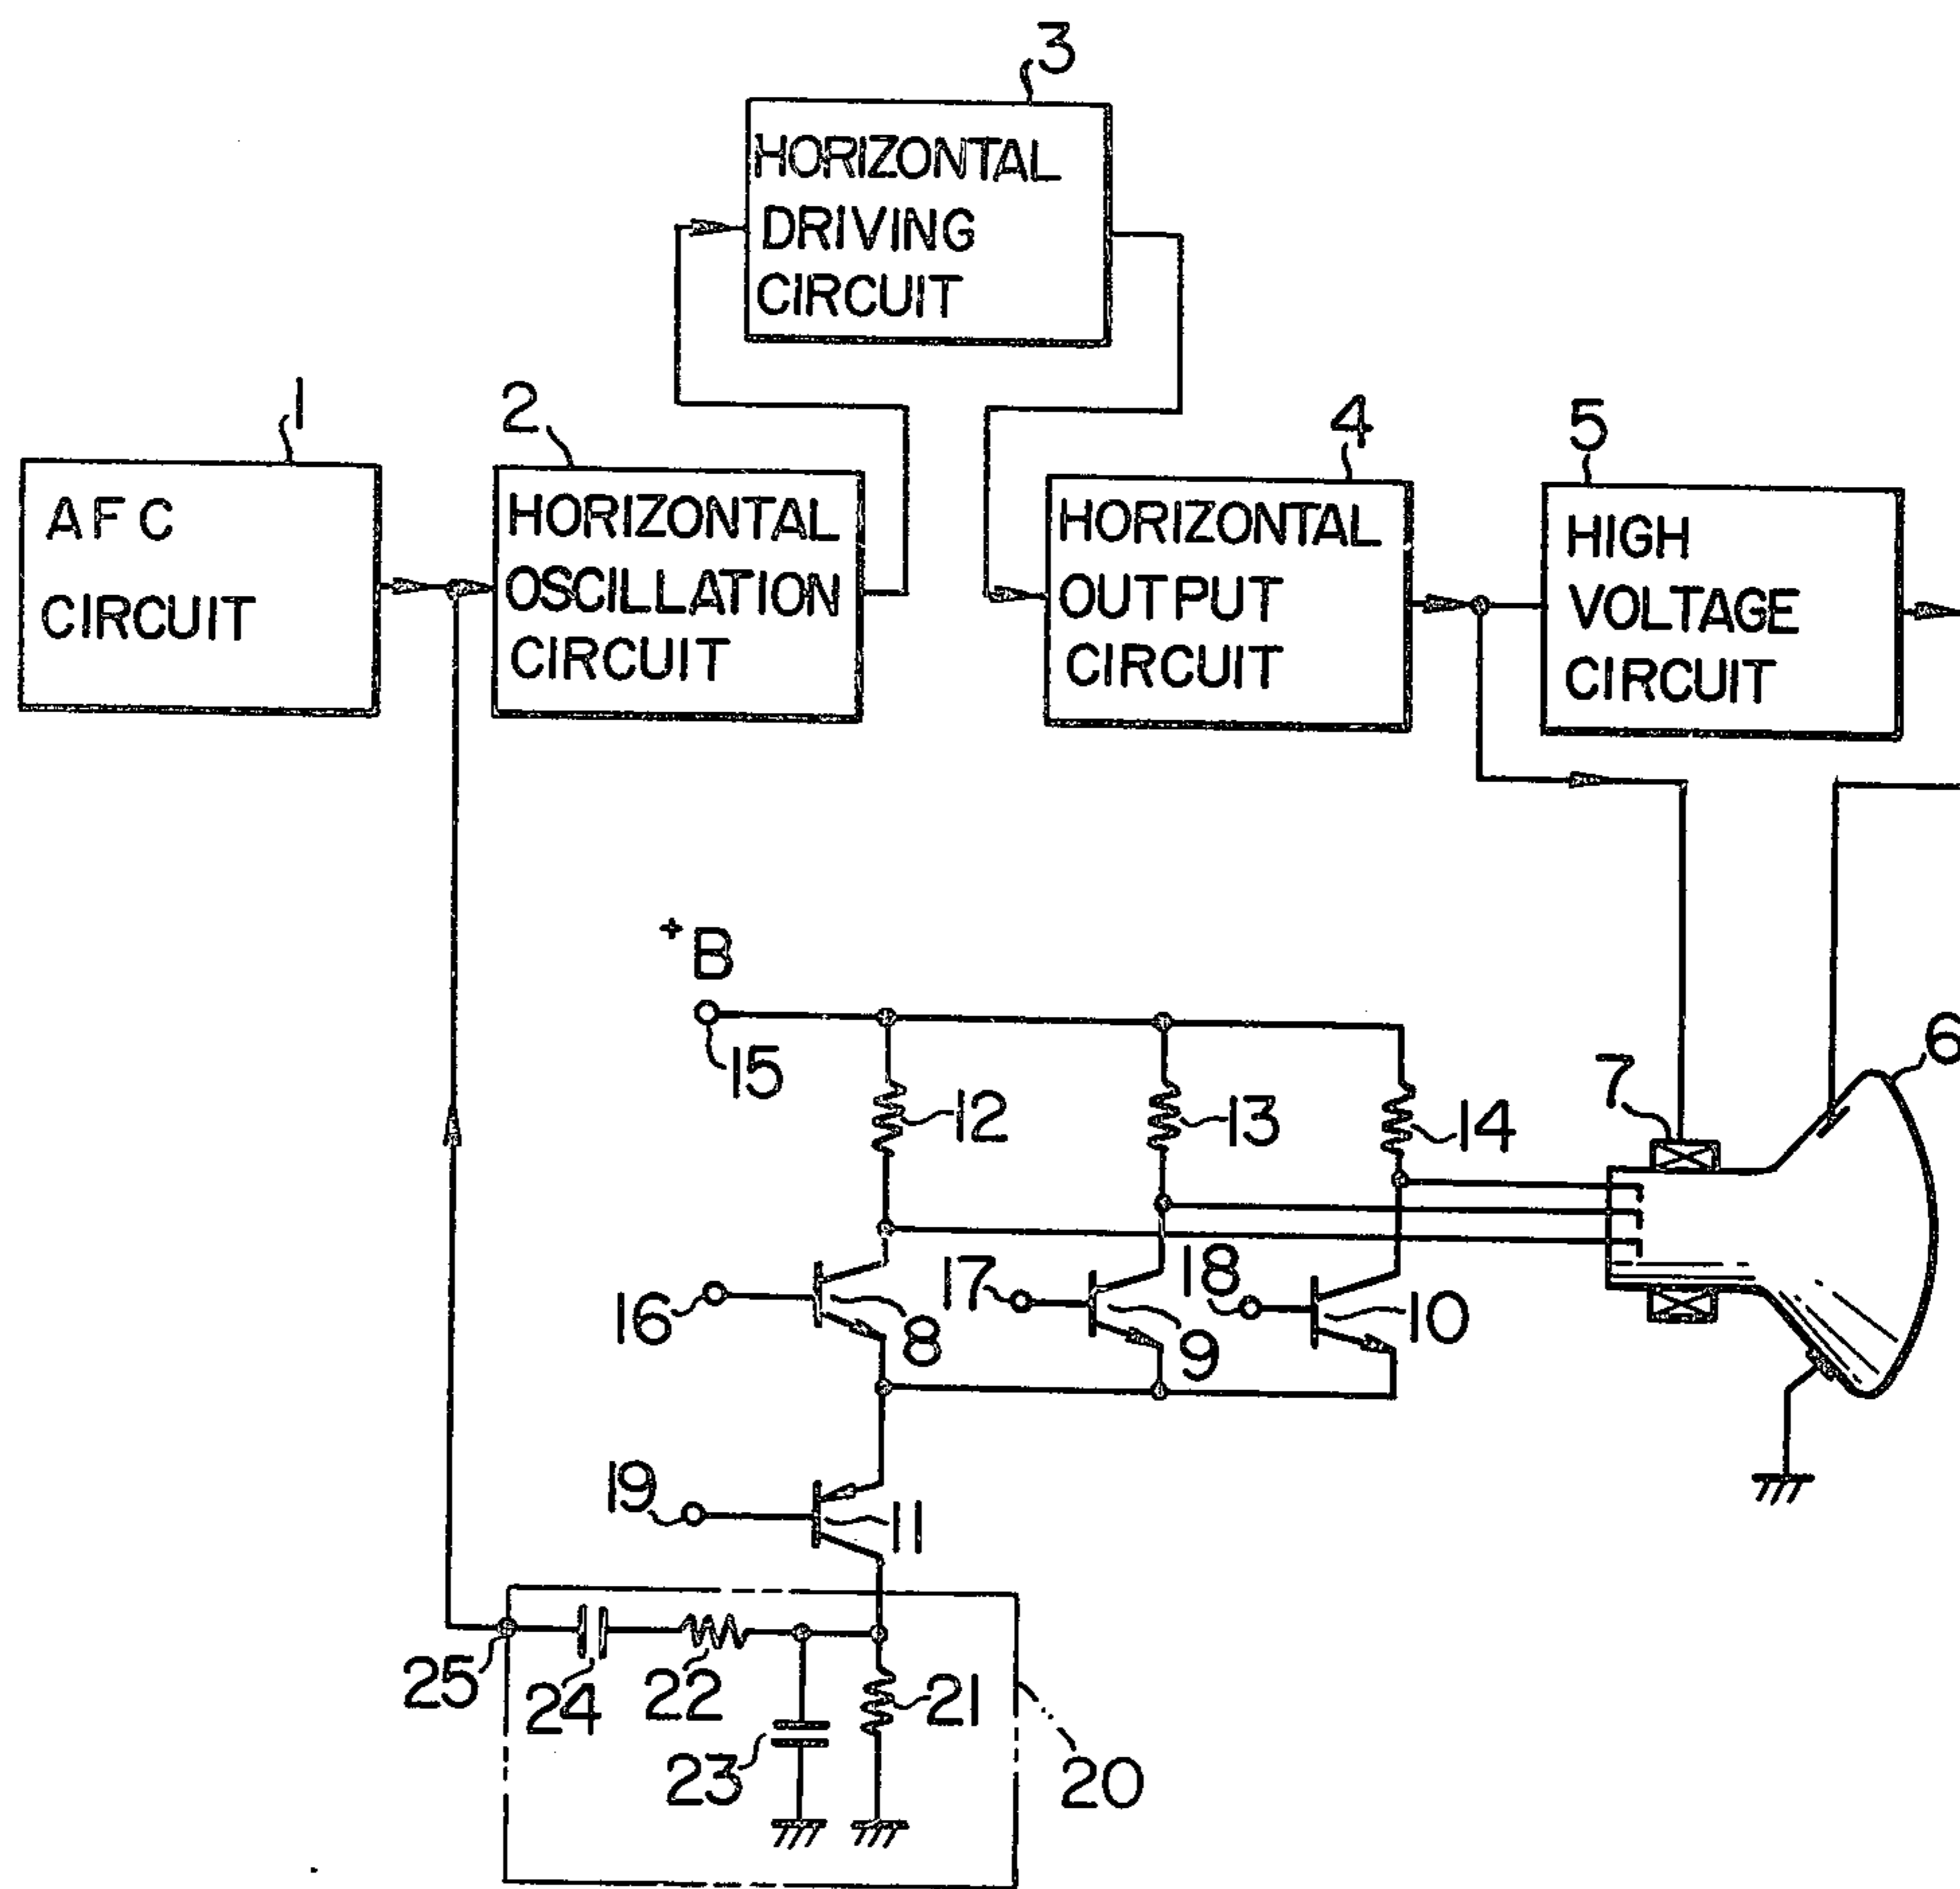 3
HORIZONTAL
DRIVING
CIRCUIT
1
AFC
CIRCUIT
2
HORIZONTAL
OSCILLATION
CIRCUIT
4
HORIZONTAL
OUTPUT
CIRCUIT
5
HIGH
VOLTAGE
CIRCUIT
+B
15
12
13
14
7
6
16
8
17
9
18
10
19
11
25
24
22
23
21
20